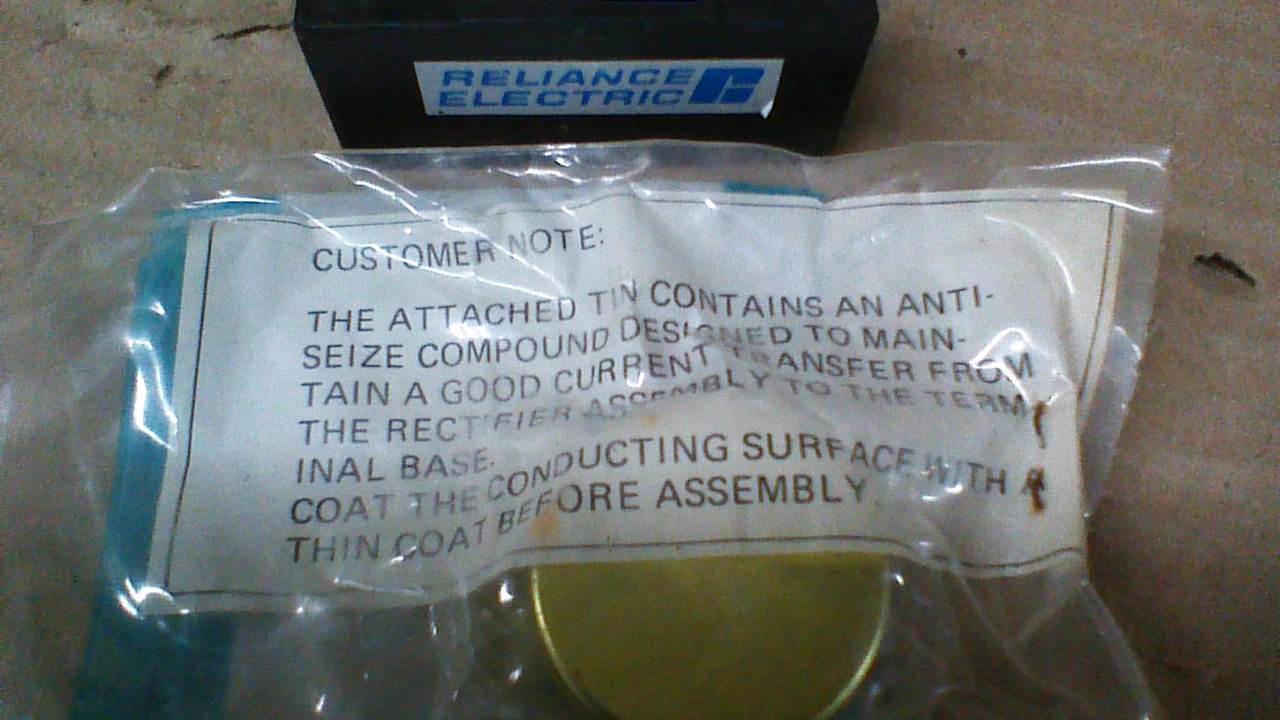 RELIANCE
ELECTRIC
CUSTOMER NOTE:
THE ATTACHED TIN CONTAINS AN ANTI-
SEIZE COMPOUND DESIGNED TO MAIN-
TAIN A GOOD CURRENT TRANSFER FROM
THE RECTIFIER ASSEMBLY TO THE TERM-
INAL BASE.
COAT THE CONDUCTING SURFACE WITH A
THIN COAT BEFORE ASSEMBLY.